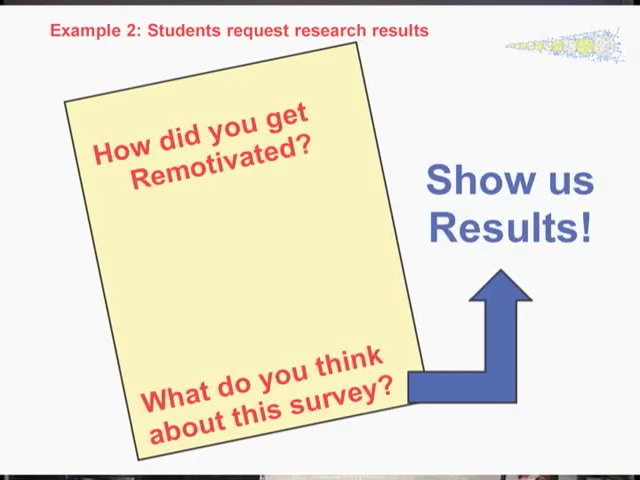 Example 2: Students request research results
How did you get
Remotivated?
Show us
Results!
What do you think
about this survey?